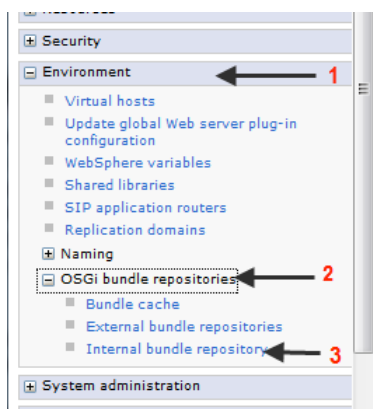 Security
Environment
1
Virtual hosts
Update global Web server plug-in
configuration
WebSphere variables
Shared libraries
SIP application routers
Replication domains
Naming
OSGi bundle repositories
2
Bundle cache
External bundle repositories
Internal bundle repository
3
System administration